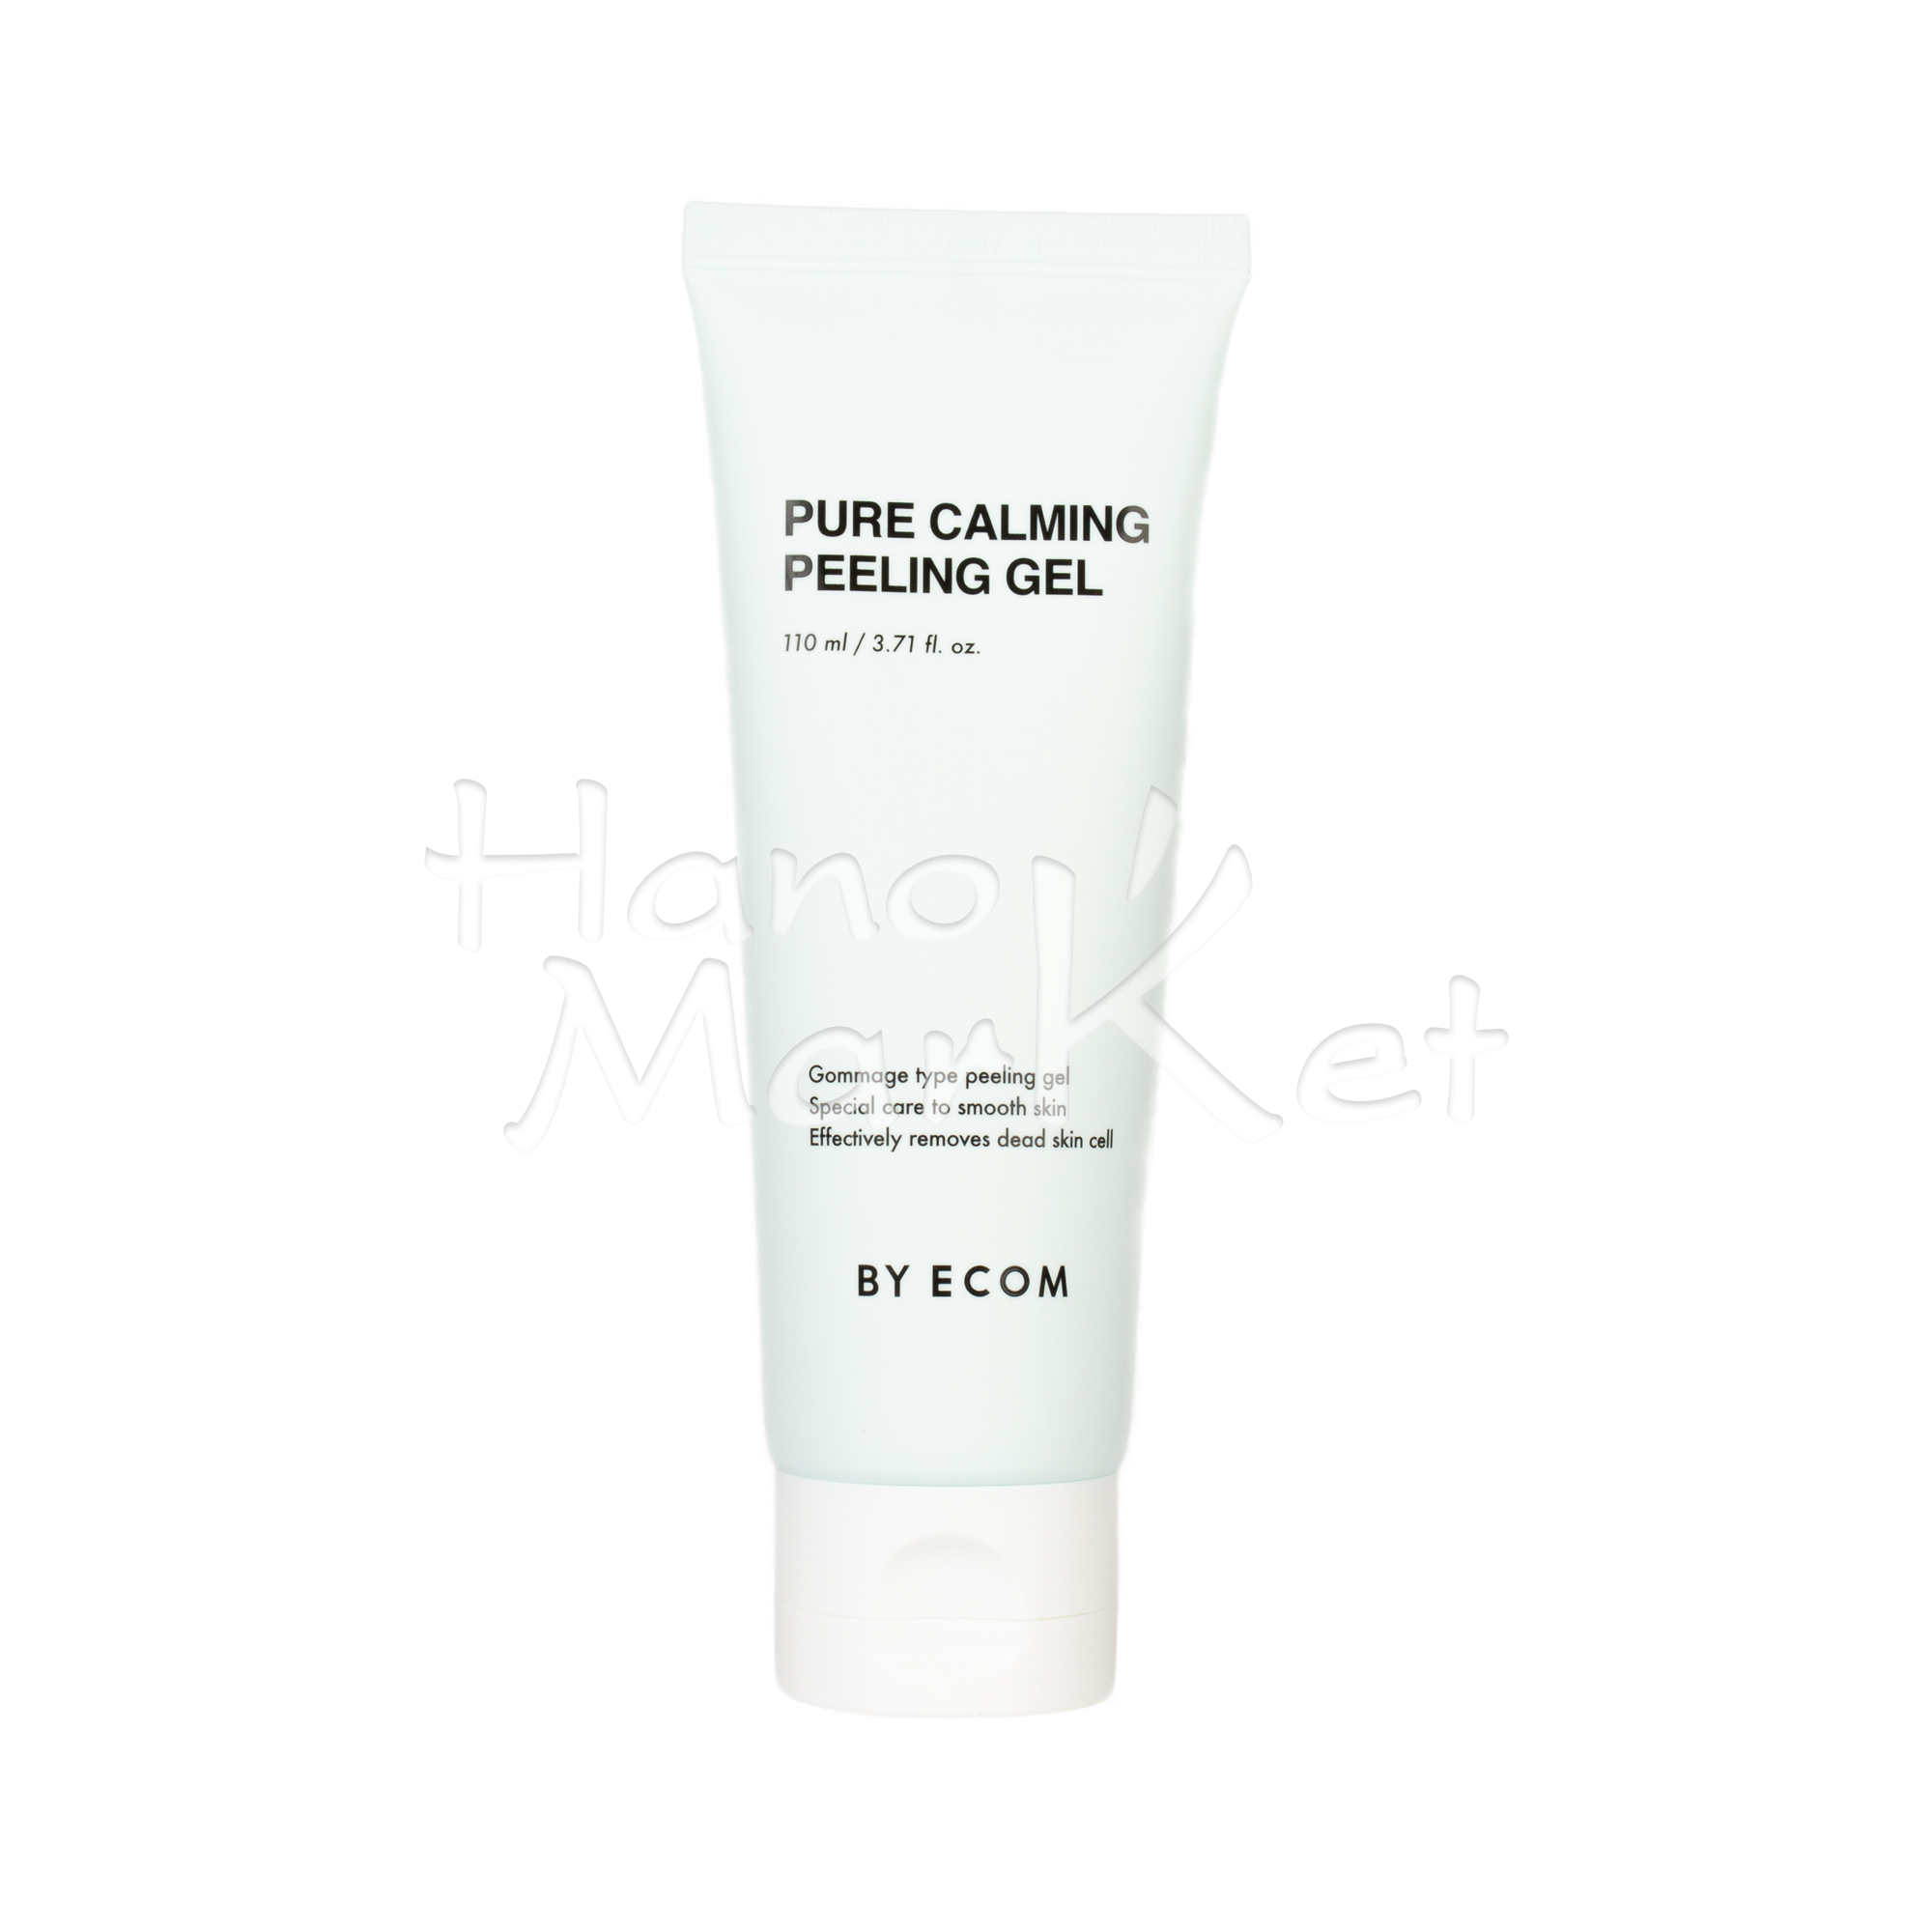 PURE CALMING
PEELING GEL
110 ml / 3.71 fl. oz.
Hano
MarKet
Gommage type peeling gel
Special care to smooth skin
Effectively removes dead skin cell
BY ECOM